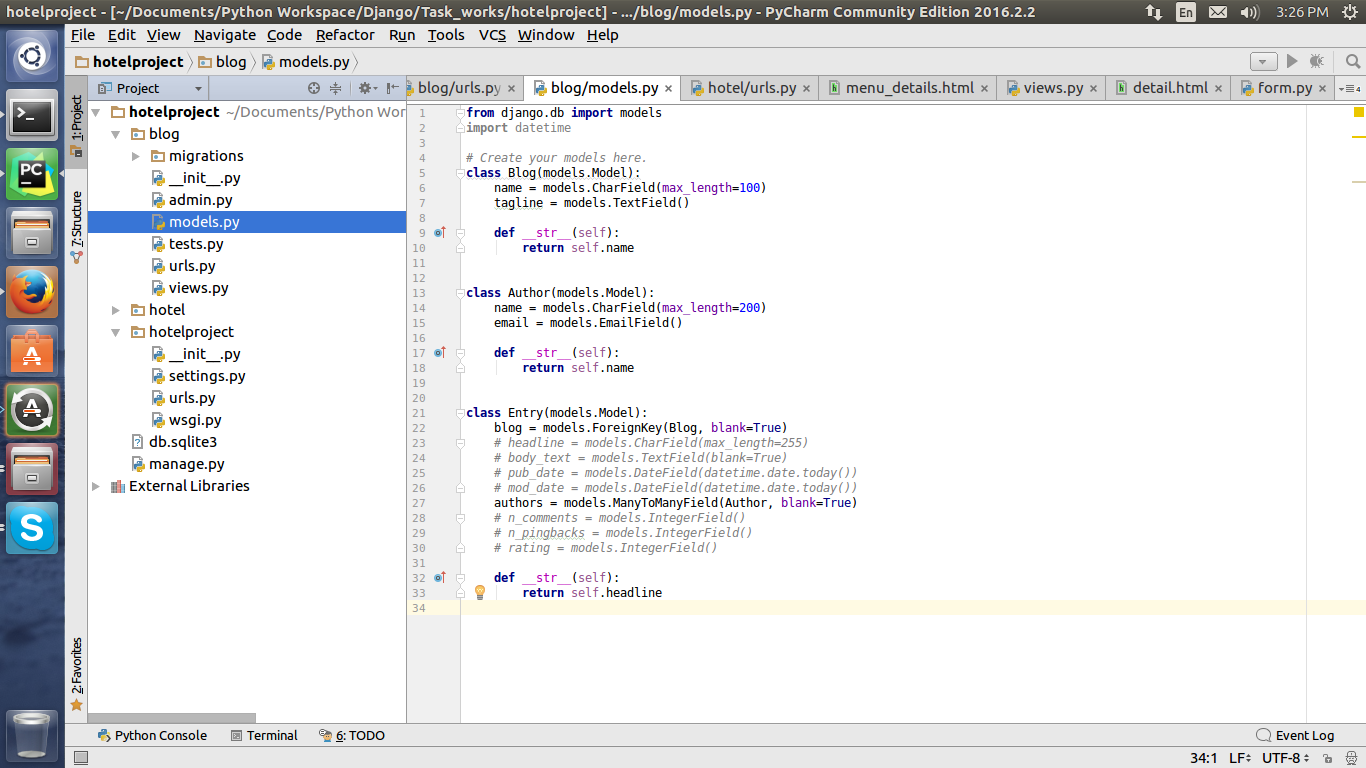 hotelproject - [~/Documents/Python Workspace/Django/Task_works/hotelproject] - .../blog/models.py - PyCharm Community Edition 2016.2.2
En
3:26 PM
File Edit View Navigate Code Refactor Run Tools VCS Window Help
hotelproject blog models.py
Project
blog/urls.py blog/models.py hotel/urls.py menu_details.html views.py detail.html form.py
4
1: Project
7: Structure
2: Favorites
hotelproject ~/Documents/Python Wor
blog
migrations
__init__.py
admin.py
models.py
tests.py
urls.py
views.py
hotel
hotelproject
__init__.py
settings.py
urls.py
wsgi.py
db.sqlite3
manage.py
External Libraries
1 from django.db import models
2 import datetime
3
4 # Create your models here.
5 class Blog(models.Model):
6 name = models.CharField(max_length=100)
7 tagline = models.TextField()
8
9 def __str__(self):
10 return self.name
11
12
13 class Author(models.Model):
14 name = models.CharField(max_length=200)
15 email = models.EmailField()
16
17 def __str__(self):
18 return self.name
19
20
21 class Entry(models.Model):
22 blog = models.ForeignKey(Blog, blank=True)
23 # headline = models.CharField(max_length=255)
24 # body_text = models.TextField(blank=True)
25 # pub_date = models.DateField(datetime.date.today())
26 # mod_date = models.DateField(datetime.date.today())
27 authors = models.ManyToManyField(Author, blank=True)
28 # n_comments = models.IntegerField()
29 # n_pingbacks = models.IntegerField()
30 # rating = models.IntegerField()
31
32 def __str__(self):
33 return self.headline
34
Python Console Terminal 6: TODO Event Log
34:1 LF UTF-8